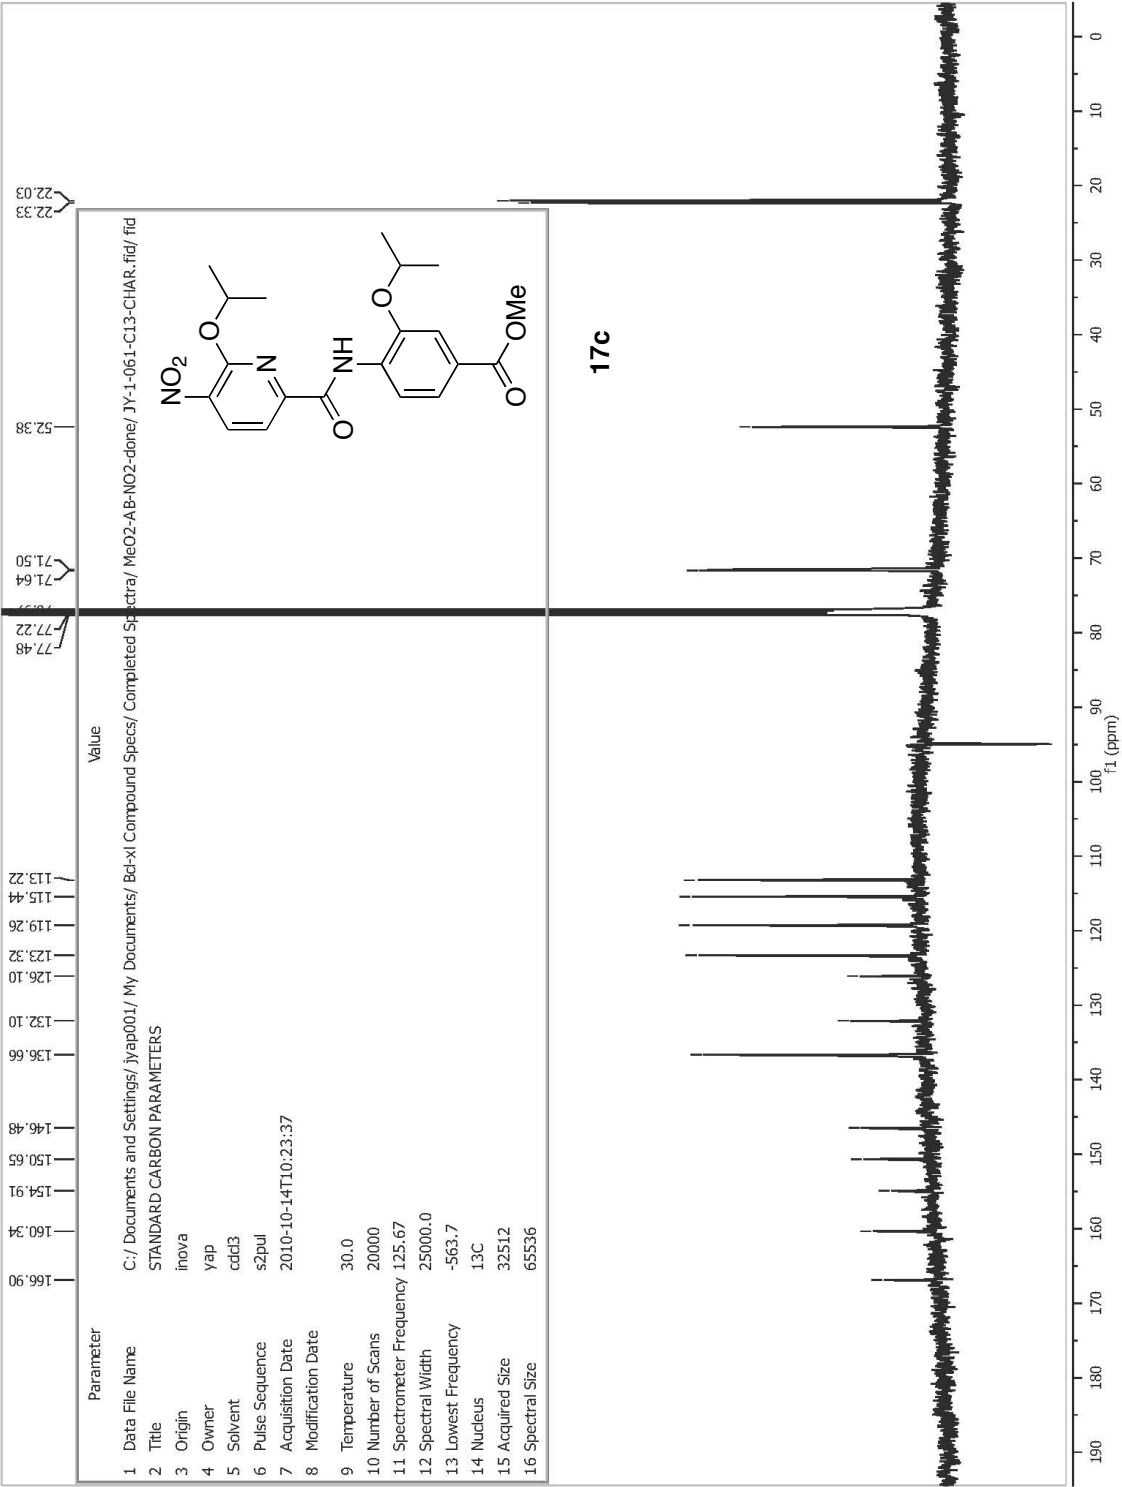 166.90
160.34
154.91
150.65
146.48
136.66
132.10
126.10
123.32
119.26
115.44
113.22
77.48
77.22
71.64
71.50
52.38
22.33
22.03
Parameter Value
1 Data File Name C:/ Documents and Settings/ jyap001/ My Documents/ Bcl-xl Compound Specs/ Completed Spectra/ MeO2-AB-NO2-done/ JY-1-061-C13-CHAR.fid/ fid
2 Title STANDARD CARBON PARAMETERS
3 Origin inova
4 Owner yap
5 Solvent cdcl3
6 Pulse Sequence s2pul
7 Acquisition Date 2010-10-14T10:23:37
8 Modification Date
9 Temperature 30.0
10 Number of Scans 20000
11 Spectrometer Frequency 125.67
12 Spectral Width 25000.0
13 Lowest Frequency -563.7
14 Nucleus 13C
15 Acquired Size 32512
16 Spectral Size 65536
NO2
O
N
O
NH
O
O
OMe
17c
190 180 170 160 150 140 130 120 110 100 90 80 70 60 50 40 30 20 10 0
f1 (ppm)